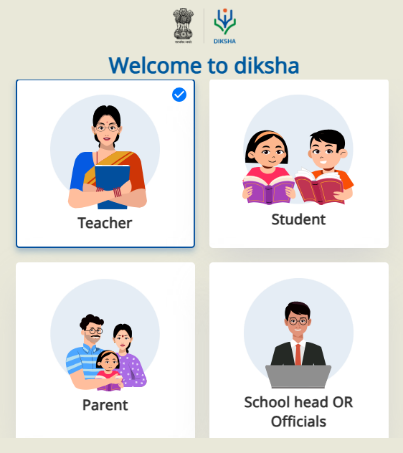 DIKSHA
Welcome to diksha
Teacher
Student
Parent
School head OR
Officials